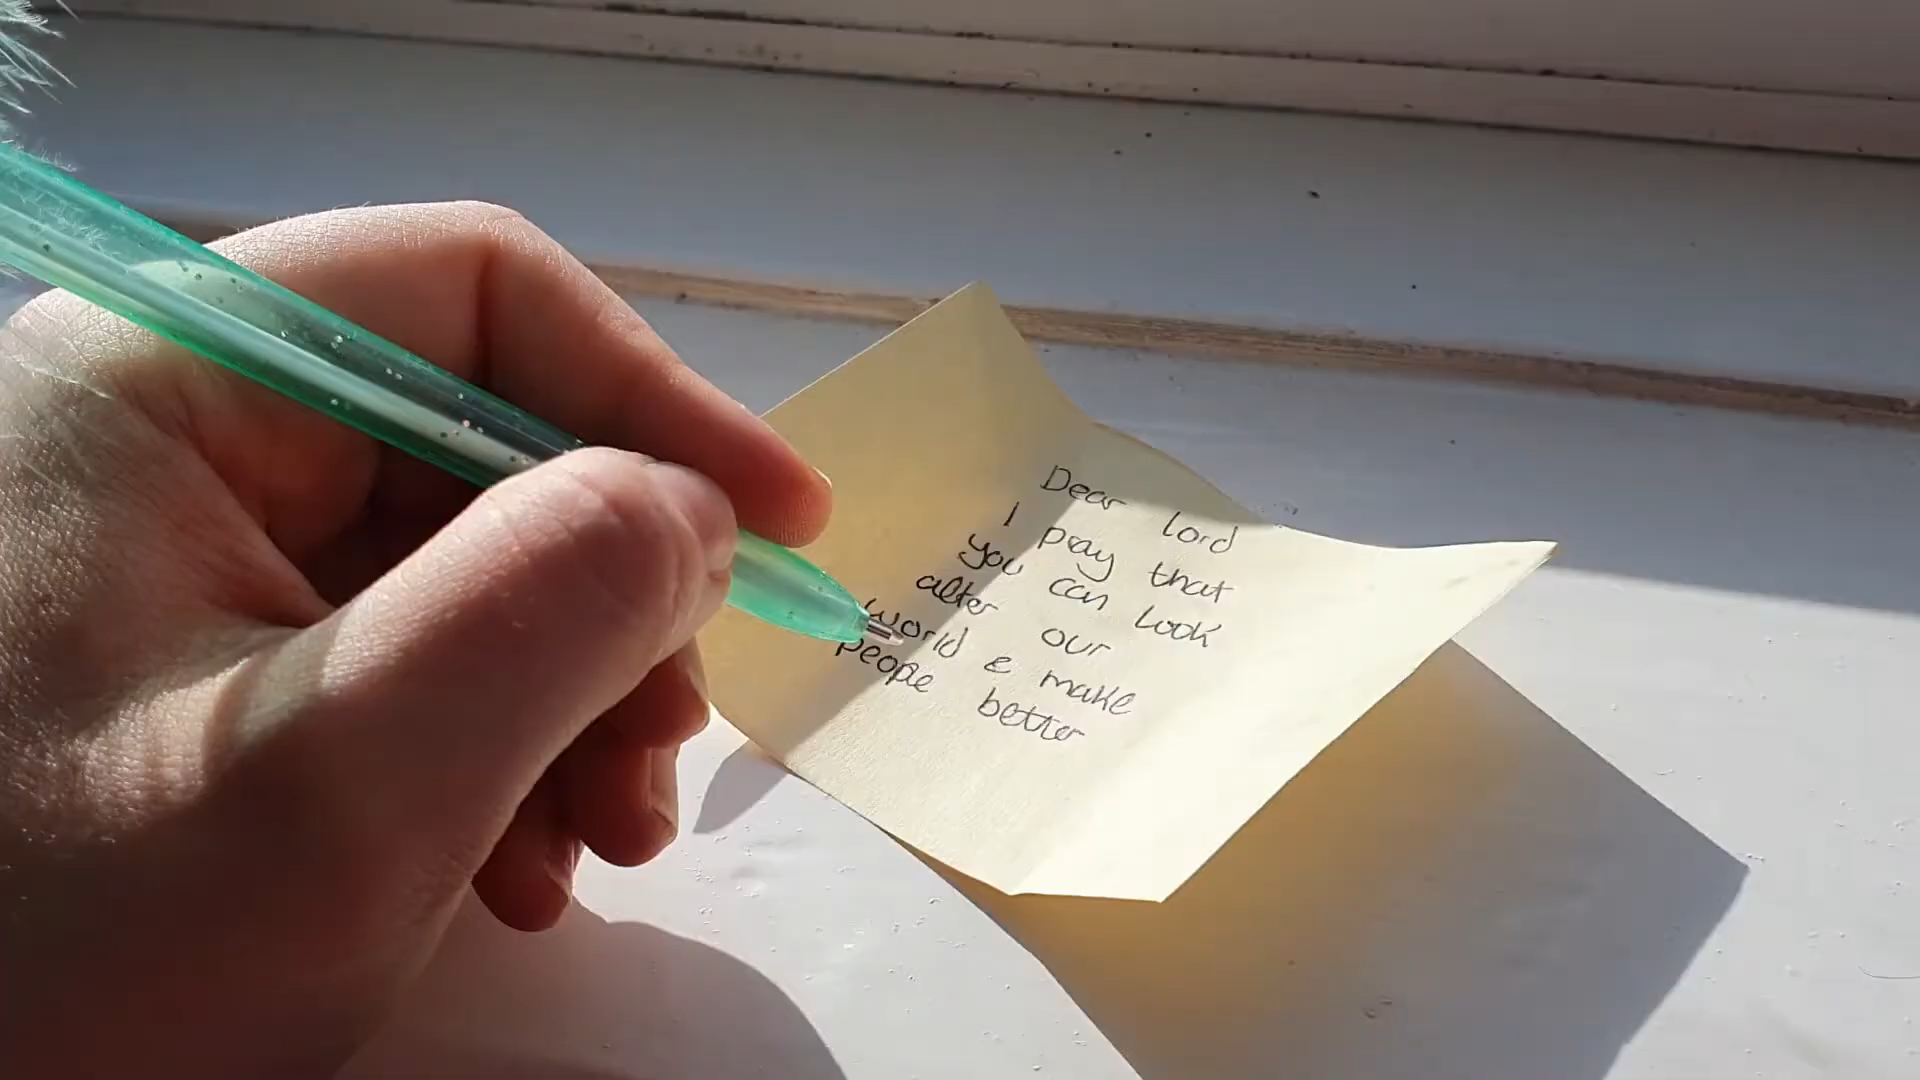 Dear lord
I pray that
you can look
after our
world & make
people better